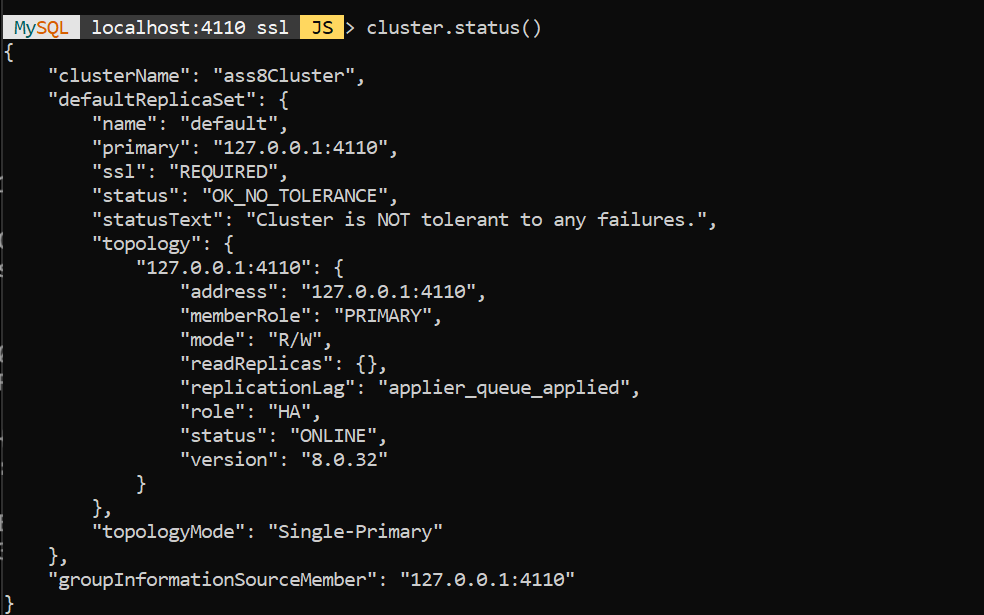 MySQL localhost:4110 ssl JS > cluster.status()
{
    "clusterName": "ass8Cluster",
    "defaultReplicaSet": {
        "name": "default",
        "primary": "127.0.0.1:4110",
        "ssl": "REQUIRED",
        "status": "OK_NO_TOLERANCE",
        "statusText": "Cluster is NOT tolerant to any failures.",
        "topology": {
            "127.0.0.1:4110": {
                "address": "127.0.0.1:4110",
                "memberRole": "PRIMARY",
                "mode": "R/W",
                "readReplicas": {},
                "replicationLag": "applier_queue_applied",
                "role": "HA",
                "status": "ONLINE",
                "version": "8.0.32"
            }
        },
        "topologyMode": "Single-Primary"
    },
    "groupInformationSourceMember": "127.0.0.1:4110"
}